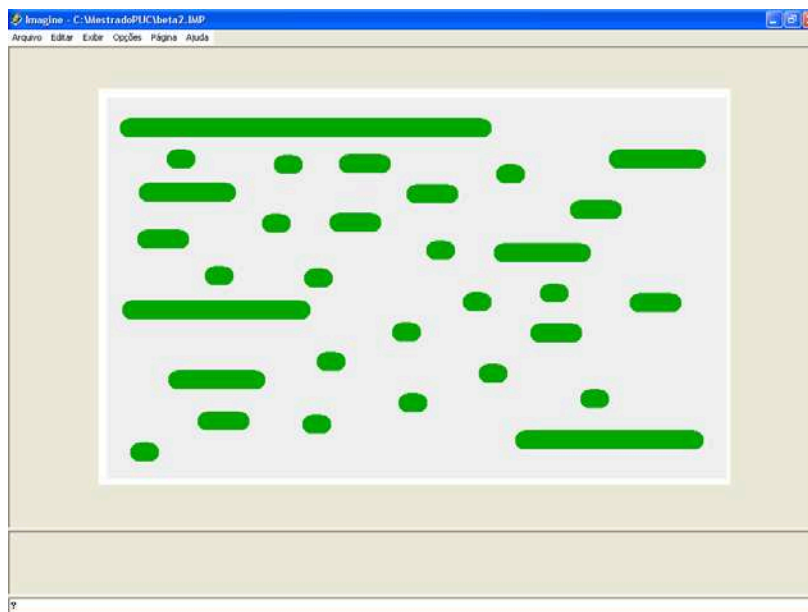 Imagine - C:\MestradoPUC\beta2.IMP
Arquivo Editar Exibir Opções Página Ajuda
?